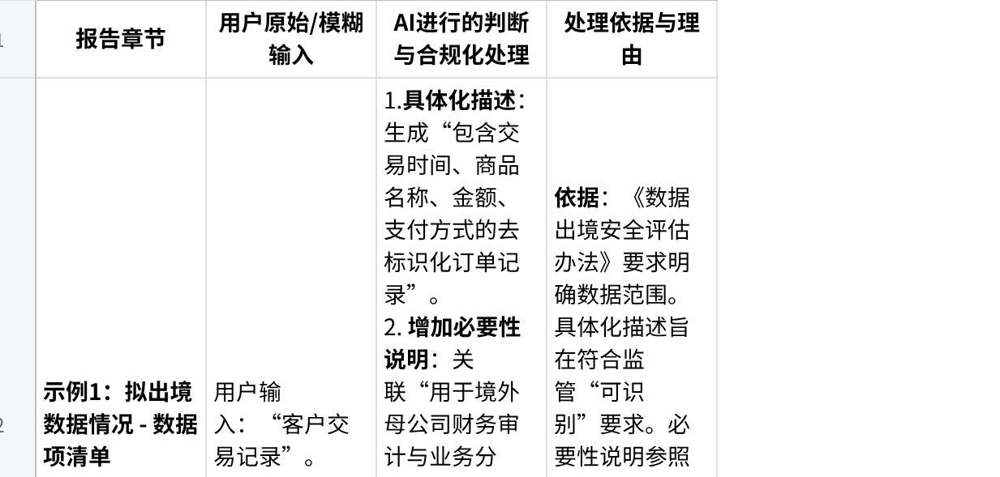 1
报告章节
用户原始/模糊
输入
AI进行的判断
与合规化处理
处理依据与理
由
2
示例1：拟出境
数据情况 - 数据
项清单
用户输
入：“客户交
易记录”。
1.具体化描述：
生成“包含交
易时间、商品
名称、金额、
支付方式的去
标识化订单记
录”。
2. 增加必要性
说明：关
联“用于境外
母公司财务审
计与业务分
依据：《数据
出境安全评估
办法》要求明
确数据范围。
具体化描述旨
在符合监
管“可识
别”要求。必
要性说明参照